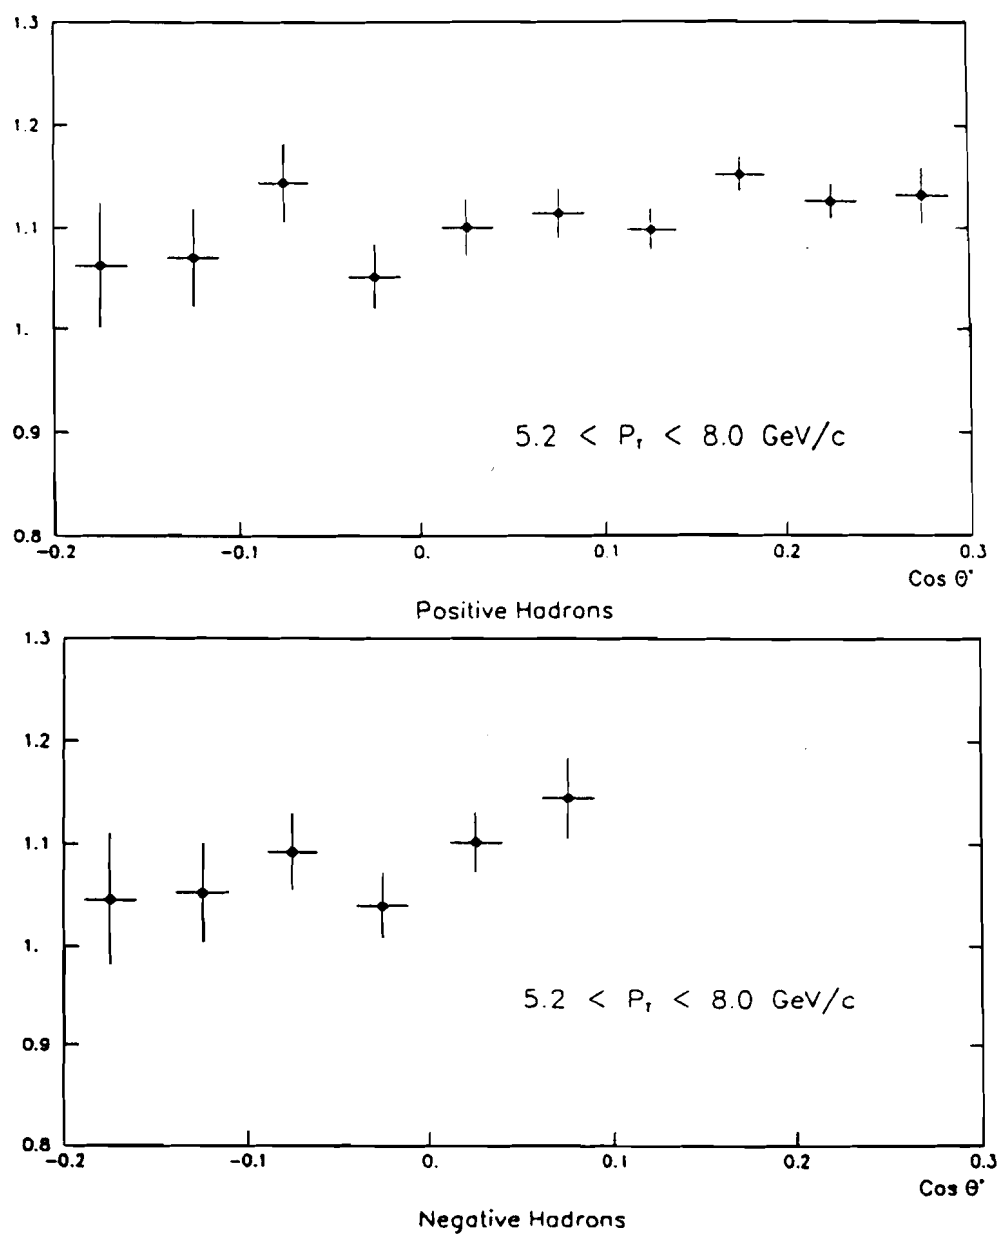 1.3
1.2
1.1
1.
0.9
0.8
5.2 < P_T < 8.0 GeV/c
-0.2 -0.1 0. 0.1 0.2 0.3
Cos θ*
Positive Hadrons
1.3
1.2
1.1
1.
0.9
0.8
5.2 < P_T < 8.0 GeV/c
-0.2 -0.1 0. 0.1 0.2 0.3
Cos θ*
Negative Hadrons